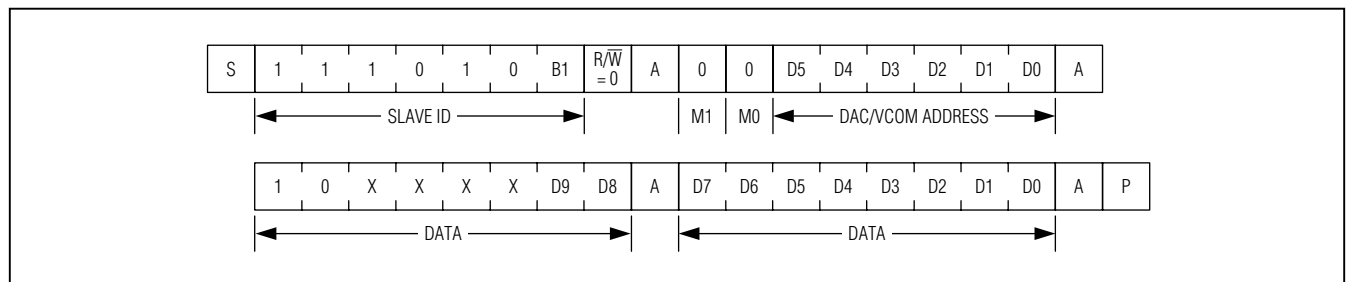 S 1 1 1 0 1 0 B1 R/W̅ = 0 A 0 0 D5 D4 D3 D2 D1 D0 A
SLAVE ID M1 M0 DAC/VCOM ADDRESS
1 0 X X X X D9 D8 A D7 D6 D5 D4 D3 D2 D1 D0 A P
DATA DATA